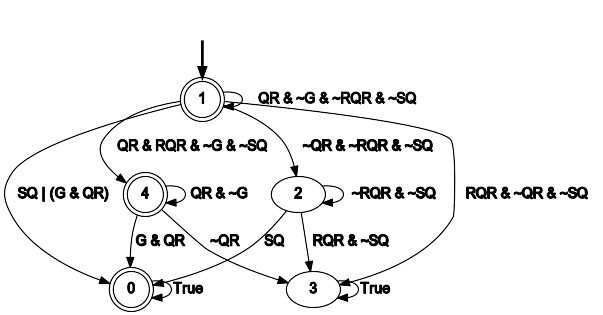 1 QR & ~G & ~RQR & ~SQ
QR & RQR & ~G & ~SQ ~QR & ~RQR & ~SQ
SQ | (G & QR) 4 QR & ~G 2 ~RQR & ~SQ RQR & ~QR & ~SQ
G & QR ~QR SQ RQR & ~SQ
0 True 3 True